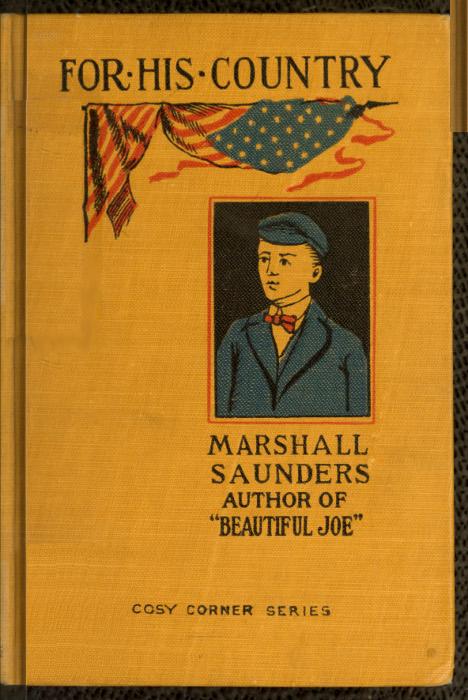 FOR·HIS·COUNTRY
MARSHALL
SAUNDERS
AUTHOR OF
“BEAUTIFUL JOE”
COSY CORNER SERIES